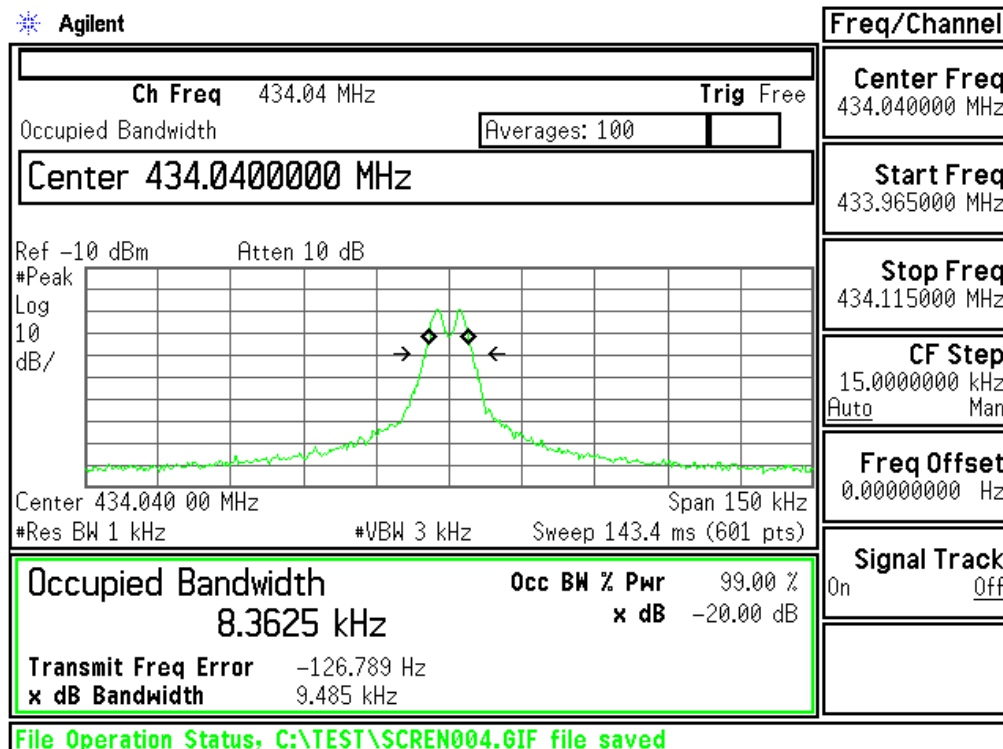 Agilent
Freq/Channel
Ch Freq 434.04 MHz
Trig Free
Occupied Bandwidth
Averages: 100
Center 434.0400000 MHz
Ref -10 dBm
Atten 10 dB
#Peak
Log
10
dB/
Center 434.040 00 MHz
Span 150 kHz
#Res BW 1 kHz
#VBW 3 kHz
Sweep 143.4 ms (601 pts)
Occupied Bandwidth
8.3625 kHz
Occ BW % Pwr 99.00 %
x dB -20.00 dB
Transmit Freq Error -126.789 Hz
x dB Bandwidth 9.485 kHz
File Operation Status, C:\TEST\SCREN004.GIF file saved
Center Freq
434.040000 MHz
Start Freq
433.965000 MHz
Stop Freq
434.115000 MHz
CF Step
15.0000000 kHz
Auto Man
Freq Offset
0.00000000 Hz
Signal Track
On Off